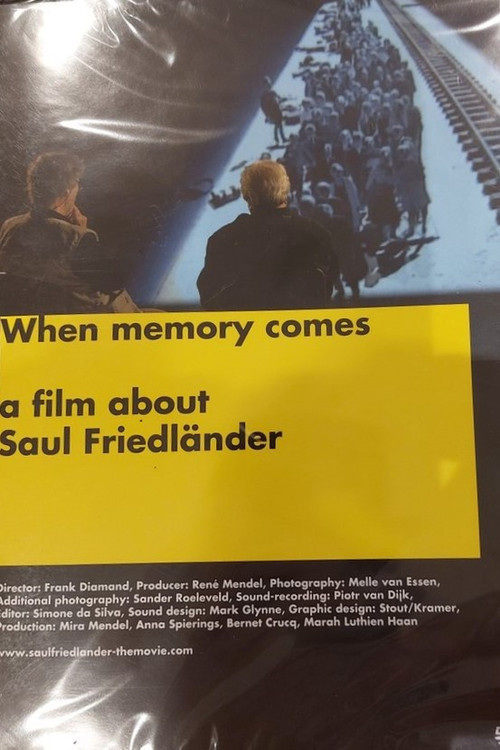 When memory comes
a film about
Saul Friedländer
Director: Frank Diamand, Producer: René Mendel, Photography: Melle van Essen,
Additional photography: Sander Roeleveld, Sound-recording: Piotr van Dijk,
Editor: Simone da Silva, Sound design: Mark Glynne, Graphic design: Stout/Kramer,
Production: Mira Mendel, Anna Spierings, Bernet Crucq, Marah Luthien Haan
www.saulfriedlander-themovie.com